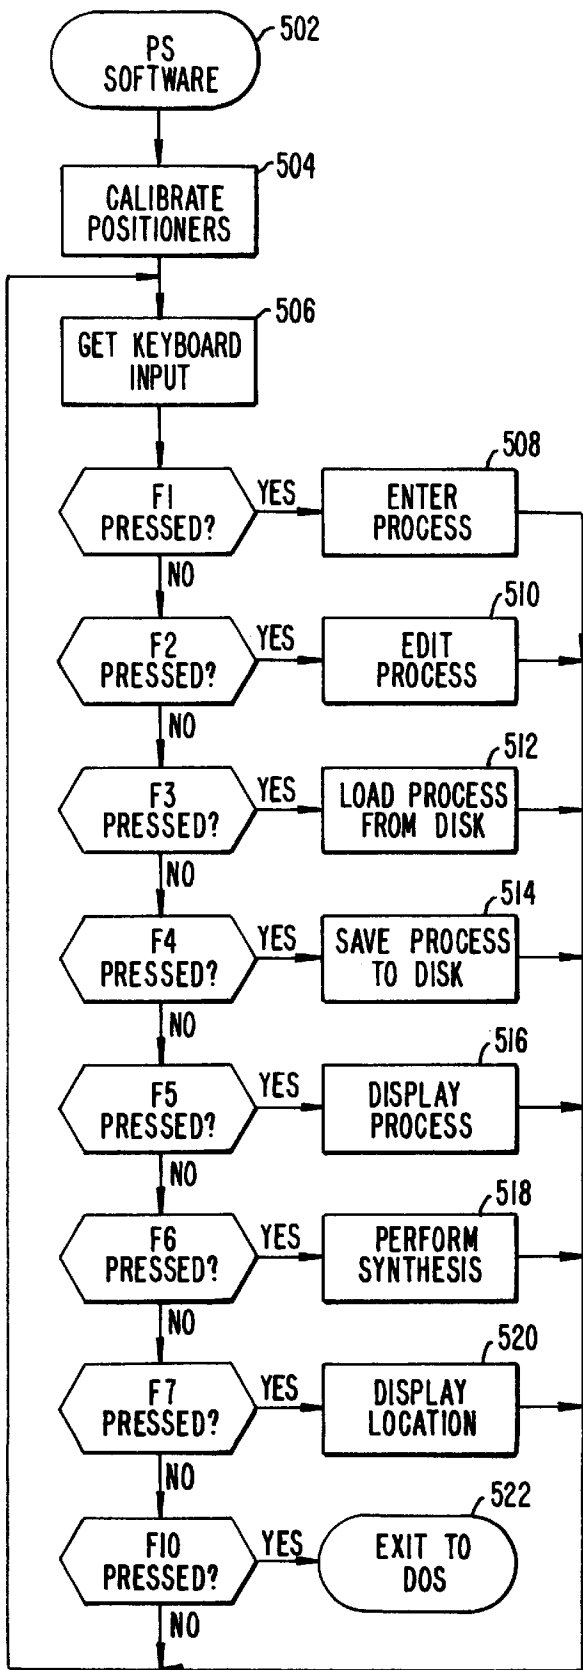 502
PS
SOFTWARE
504
CALIBRATE
POSITIONERS
506
GET KEYBOARD
INPUT
508
F1
PRESSED?
YES
ENTER
PROCESS
NO
510
F2
PRESSED?
YES
EDIT
PROCESS
NO
512
F3
PRESSED?
YES
LOAD PROCESS
FROM DISK
NO
514
F4
PRESSED?
YES
SAVE PROCESS
TO DISK
NO
516
F5
PRESSED?
YES
DISPLAY
PROCESS
NO
518
F6
PRESSED?
YES
PERFORM
SYNTHESIS
NO
520
F7
PRESSED?
YES
DISPLAY
LOCATION
NO
522
F10
PRESSED?
YES
EXIT TO
DOS
NO